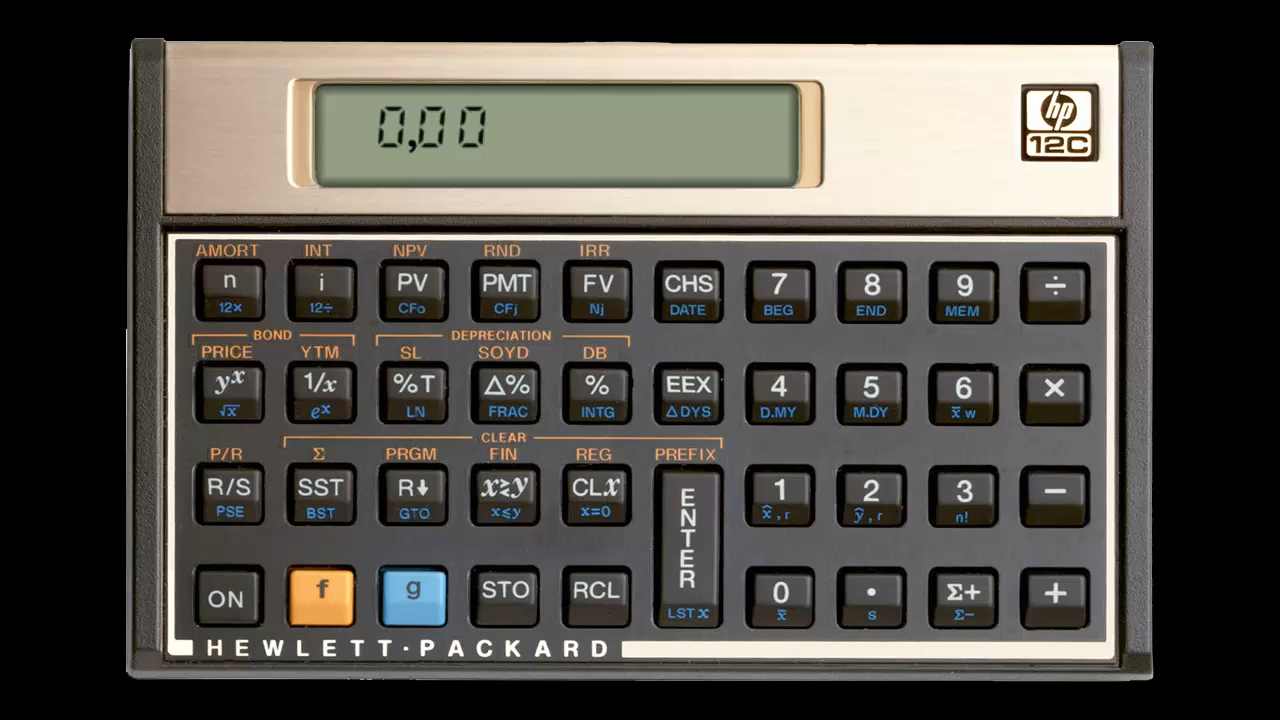 0,00
hp
12C
AMORT INT NPV RND IRR
n i PV PMT FV CHS 7 8 9 ÷
12× 12÷ CFo CFj Nj DATE BEG END MEM
BOND DEPRECIATION
PRICE YTM SL SOYD DB
yˣ 1/x %T Δ% % EEX 4 5 6 ×
√x eˣ LN FRAC INTG ΔDYS D.MY M.DY x̄ w
CLEAR
P/R Σ PRGM FIN REG PREFIX
R/S SST R↓ x≷y CLx ENTER 1 2 3 −
PSE BST GTO x≤y x=0 x̂,r ŷ,r n!
ON f g STO RCL 0 · Σ+ +
LSTx x̄ s Σ−
HEWLETT·PACKARD